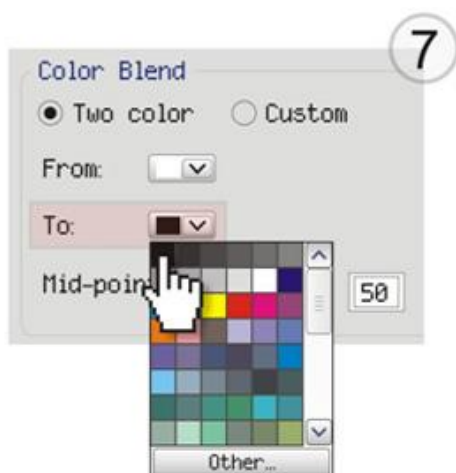 7
Color Blend
Two color Custom
From:
To:
Mid-poin
50
Other...